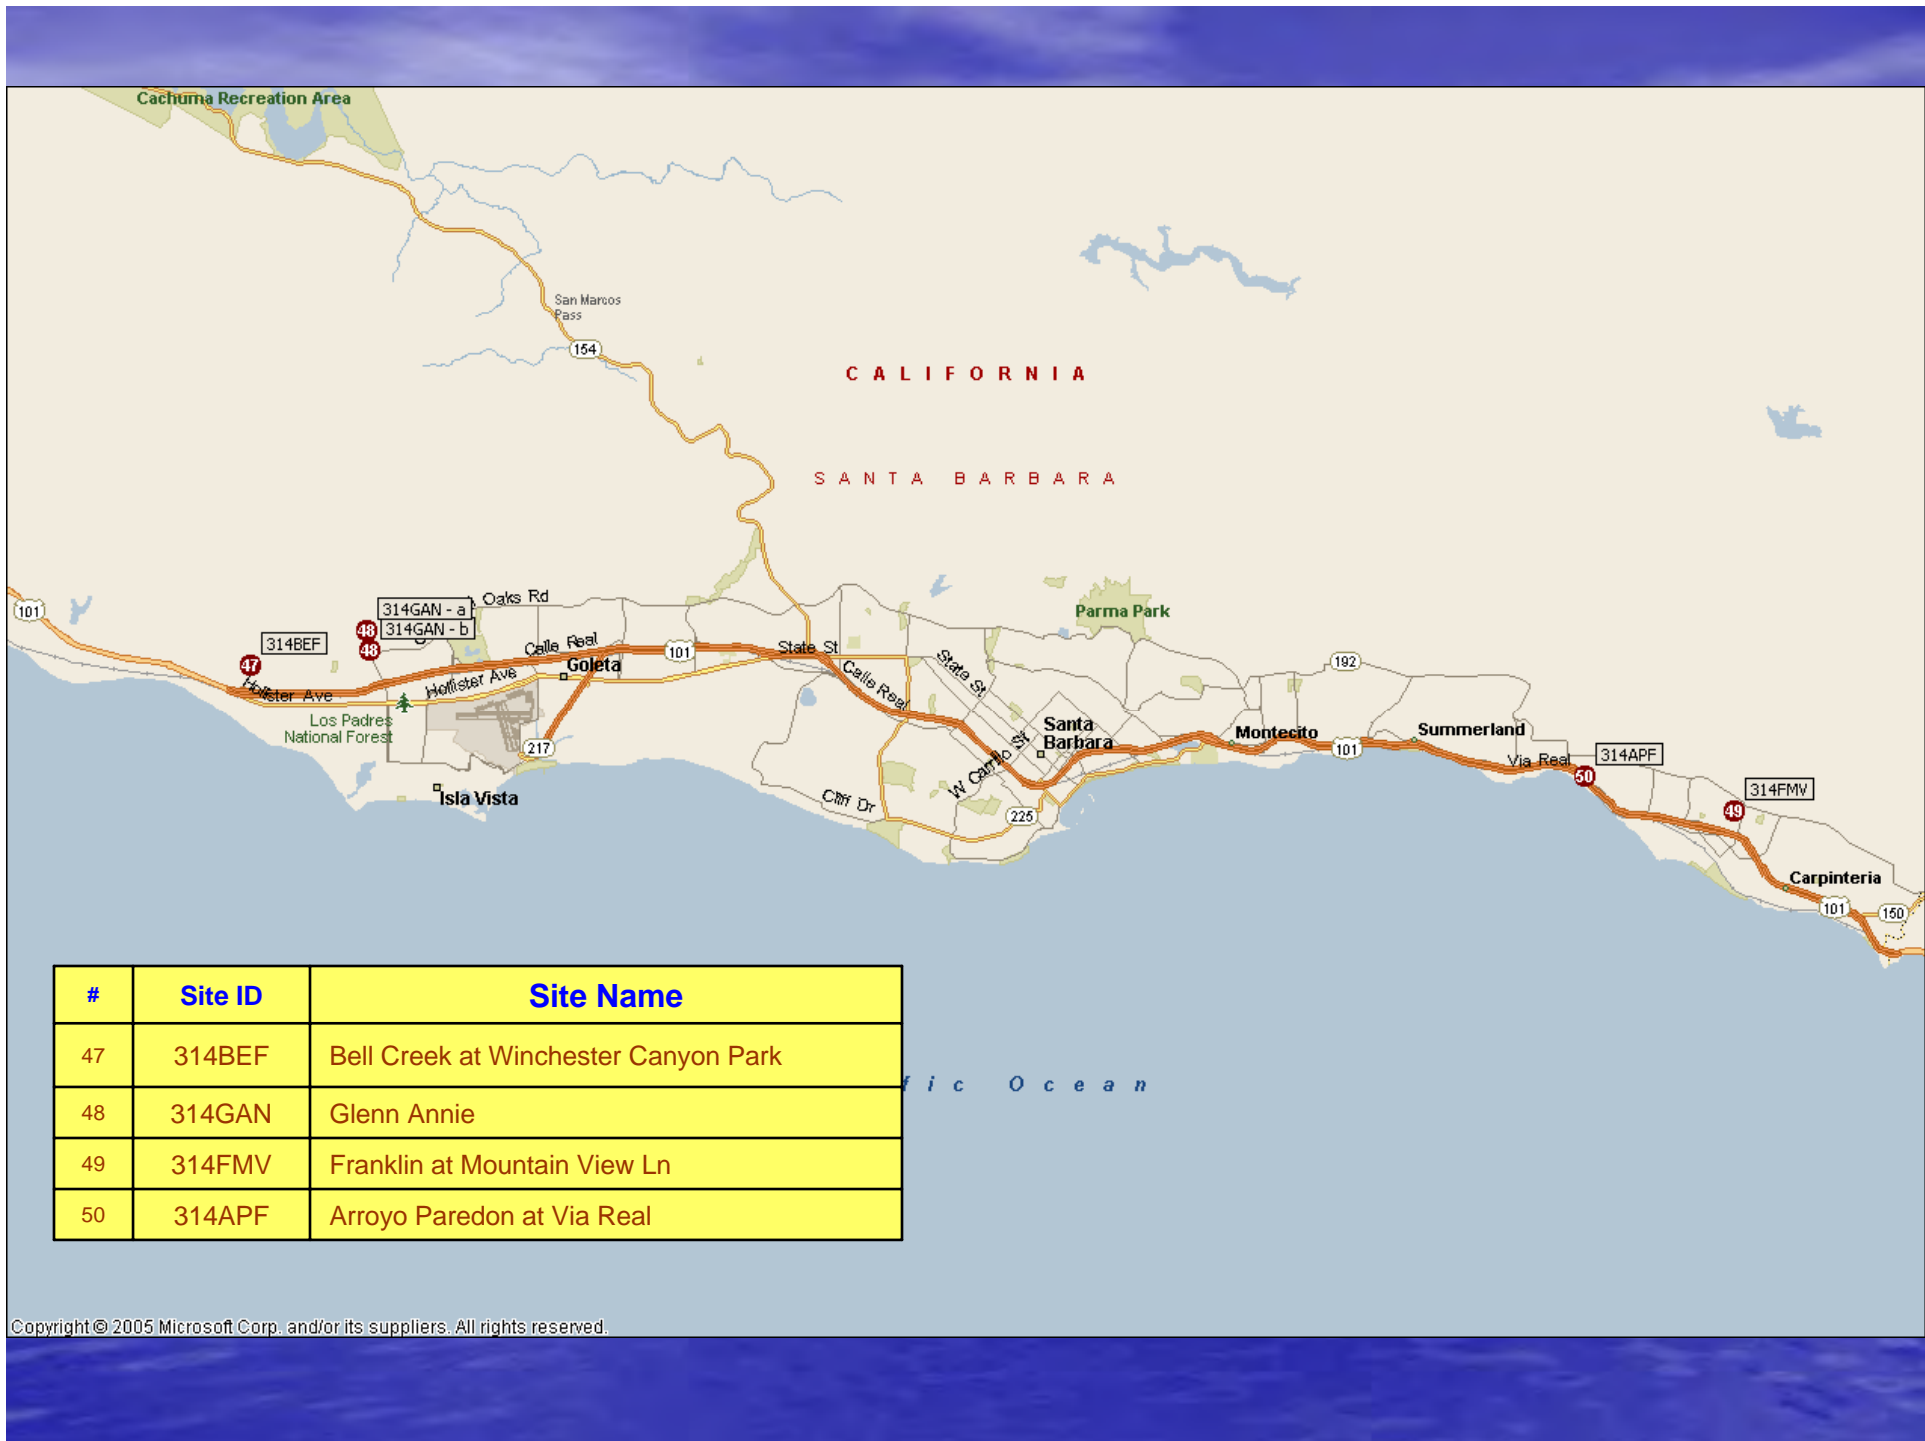 Cachuma Recreation Area
San Marcos
Pass
154
CALIFORNIA
SANTA BARBARA
101
314GAN - a
Oaks Rd
48
314GAN - b
48
314BEF
47
Hollister Ave
Calle Real
Goleta
Hollister Ave
101
State St
Calle Real
State St
Parma Park
192
Los Padres
National Forest
217
Isla Vista
Santa
Barbara
W Carrillo St
Cliff Dr
225
Montecito
101
Summerland
Via Real
314APF
50
314FMV
49
Carpinteria
101
150
# Site ID Site Name
47 314BEF Bell Creek at Winchester Canyon Park
48 314GAN Glenn Annie
49 314FMV Franklin at Mountain View Ln
50 314APF Arroyo Paredon at Via Real
fic Ocean
Copyright © 2005 Microsoft Corp. and/or its suppliers. All rights reserved.